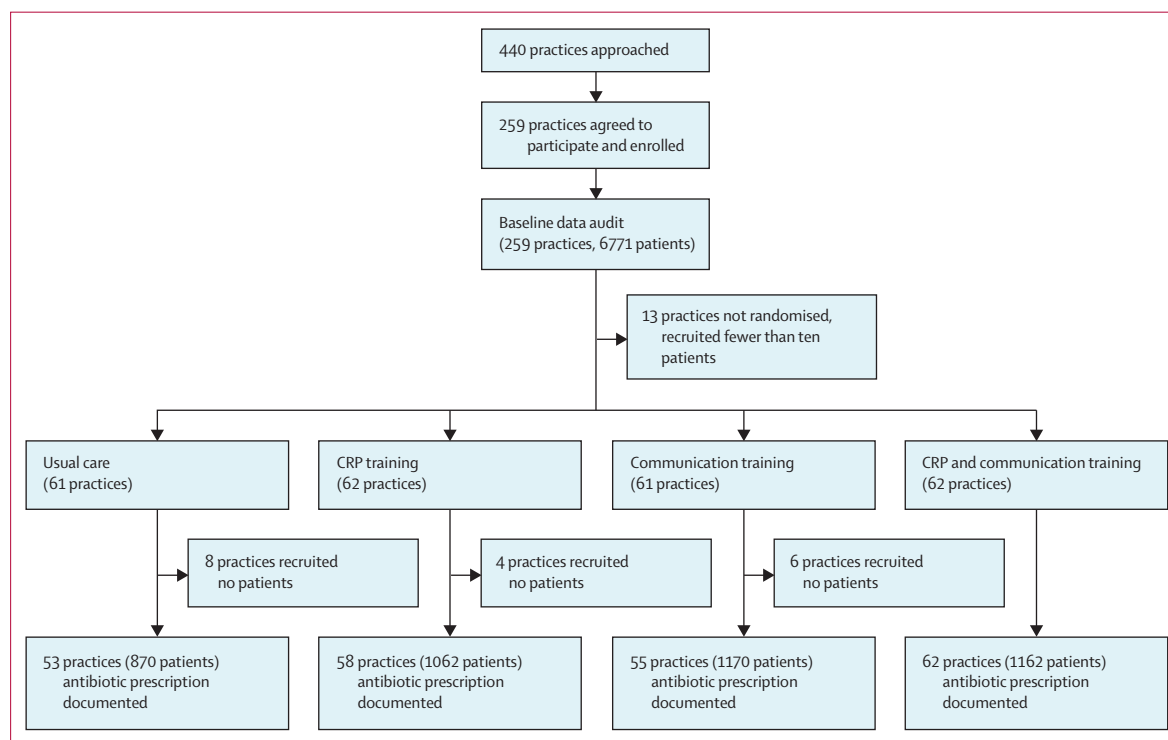 440 practices approached
259 practices agreed to
participate and enrolled
Baseline data audit
(259 practices, 6771 patients)
13 practices not randomised,
recruited fewer than ten
patients
Usual care
(61 practices)
CRP training
(62 practices)
Communication training
(61 practices)
CRP and communication training
(62 practices)
8 practices recruited
no patients
4 practices recruited
no patients
6 practices recruited
no patients
53 practices (870 patients)
antibiotic prescription
documented
58 practices (1062 patients)
antibiotic prescription
documented
55 practices (1170 patients)
antibiotic prescription
documented
62 practices (1162 patients)
antibiotic prescription
documented